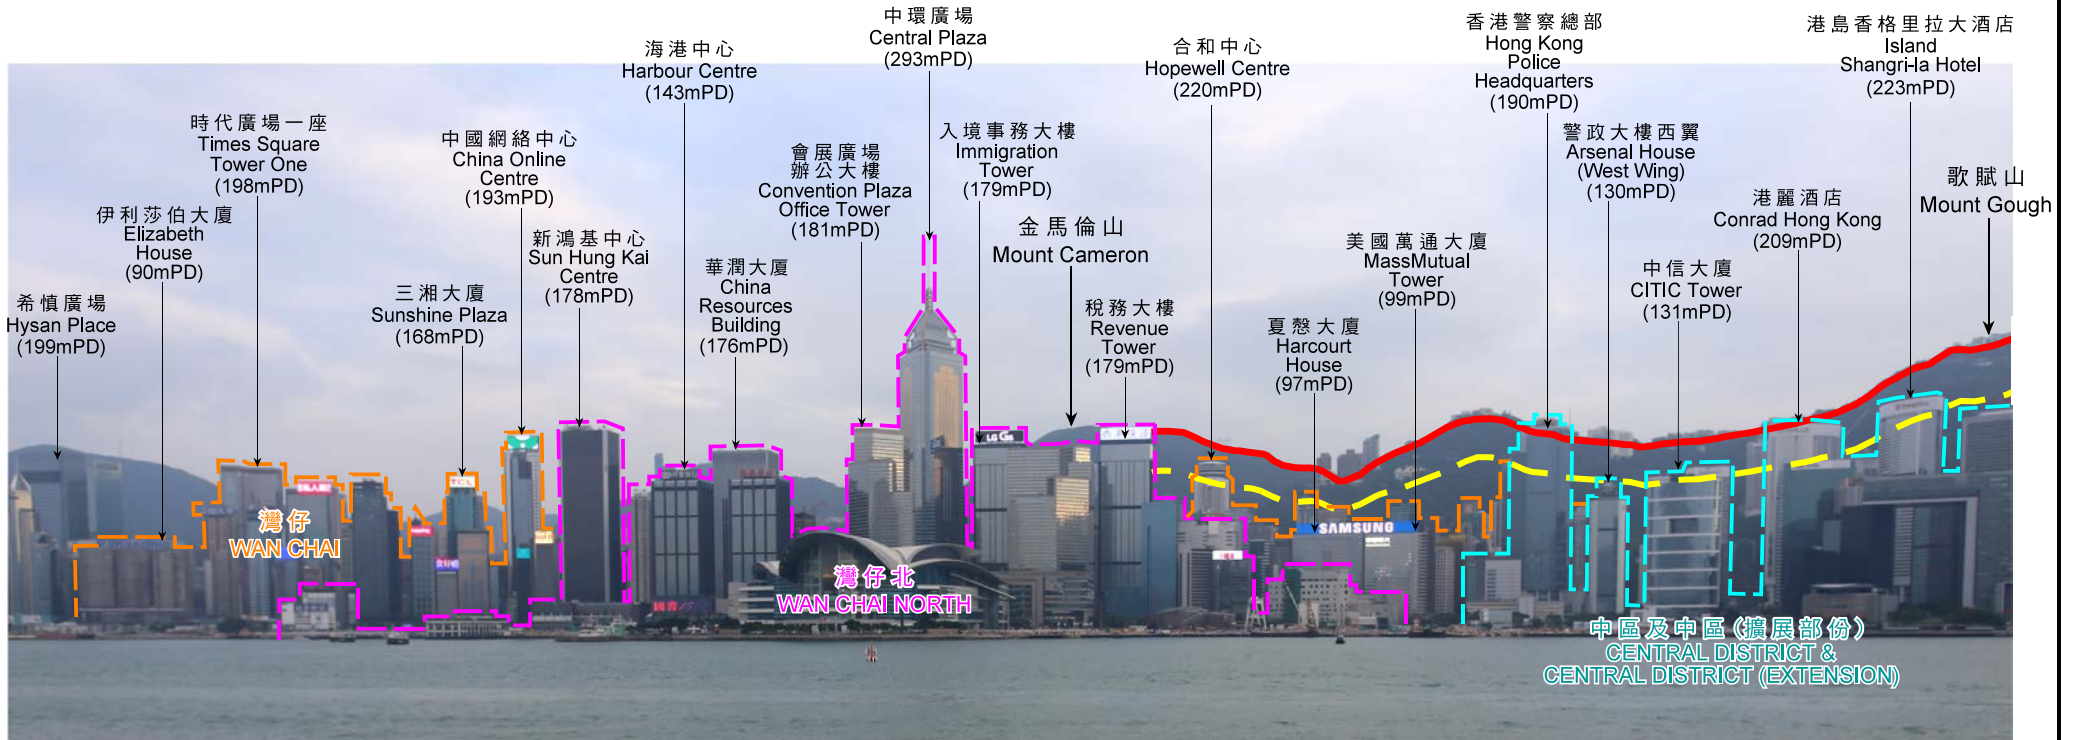 希慎廣場
Hysan Place
(199mPD)
伊利莎伯大廈
Elizabeth
House
(90mPD)
時代廣場一座
Times Square
Tower One
(198mPD)
三湘大廈
Sunshine Plaza
(168mPD)
中國網絡中心
China Online
Centre
(193mPD)
新鴻基中心
Sun Hung Kai
Centre
(178mPD)
海港中心
Harbour Centre
(143mPD)
華潤大厦
China
Resources
Building
(176mPD)
會展廣場
辦公大樓
Convention Plaza
Office Tower
(181mPD)
中環廣場
Central Plaza
(293mPD)
入境事務大樓
Immigration
Tower
(179mPD)
金馬倫山
Mount Cameron
稅務大樓
Revenue
Tower
(179mPD)
合和中心
Hopewell Centre
(220mPD)
夏慤大廈
Harcourt
House
(97mPD)
美國萬通大廈
MassMutual
Tower
(99mPD)
香港警察總部
Hong Kong
Police
Headquarters
(190mPD)
警政大樓西翼
Arsenal House
(West Wing)
(130mPD)
中信大廈
CITIC Tower
(131mPD)
港麗酒店
Conrad Hong Kong
(209mPD)
港島香格里拉大酒店
Island
Shangri-la Hotel
(223mPD)
歌賦山
Mount Gough
灣仔
WAN CHAI
灣仔北
WAN CHAI NORTH
中區及中區(擴展部份)
CENTRAL DISTRICT &
CENTRAL DISTRICT (EXTENSION)
TCL
LG G5
SAMSUNG